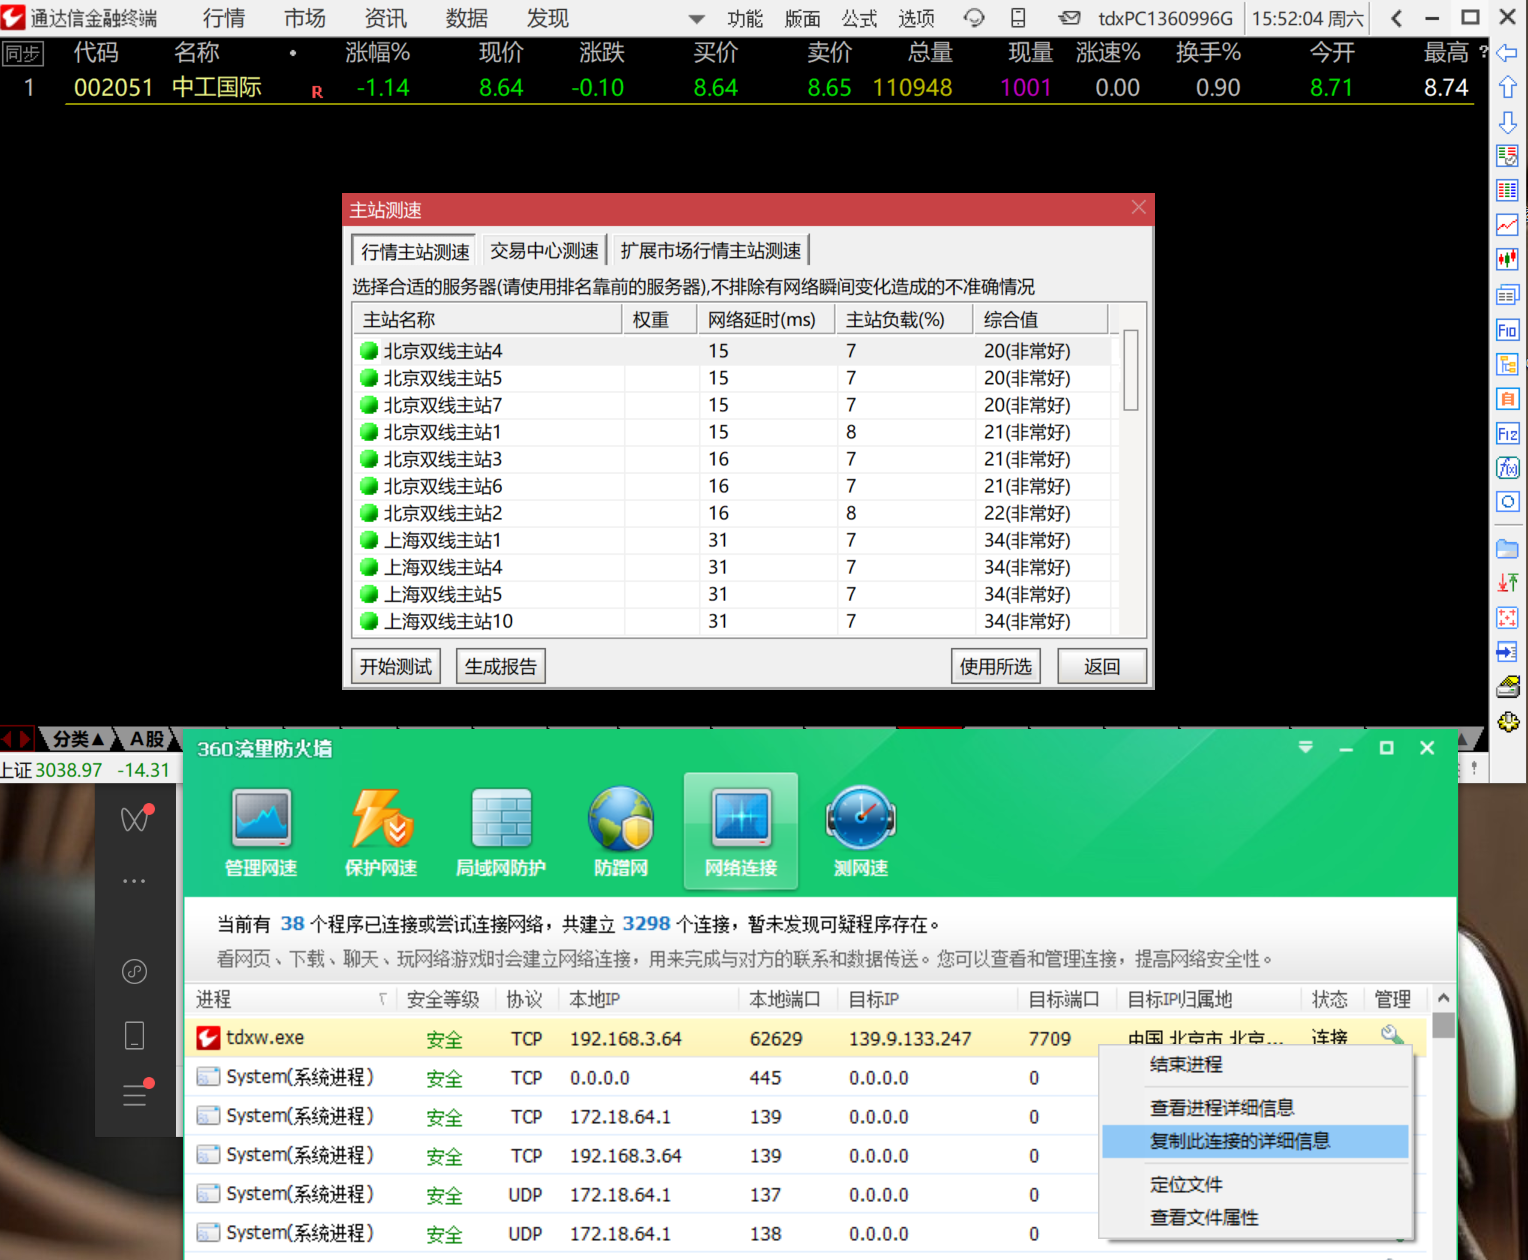 通达信金融终端 行情 市场 资讯 数据 发现 功能 版面 公式 选项 tdxPC1360996G 15:52:04 周六
同步 代码 名称 • 涨幅% 现价 涨跌 买价 卖价 总量 现量 涨速% 换手% 今开 最高 ?
1 002051 中工国际 R -1.14 8.64 -0.10 8.64 8.65 110948 1001 0.00 0.90 8.71 8.74
主站测速
行情主站测速 交易中心测速 扩展市场行情主站测速
选择合适的服务器(请使用排名靠前的服务器),不排除有网络瞬间变化造成的不准确情况
主站名称 权重 网络延时(ms) 主站负载(%) 综合值
北京双线主站4 15 7 20(非常好)
北京双线主站5 15 7 20(非常好)
北京双线主站7 15 7 20(非常好)
北京双线主站1 15 8 21(非常好)
北京双线主站3 16 7 21(非常好)
北京双线主站6 16 7 21(非常好)
北京双线主站2 16 8 22(非常好)
上海双线主站1 31 7 34(非常好)
上海双线主站4 31 7 34(非常好)
上海双线主站5 31 7 34(非常好)
上海双线主站10 31 7 34(非常好)
开始测试 生成报告 使用所选 返回
F10
自
F12
f(x)
分类▲ A股
上证 3038.97 -14.31
360流量防火墙
管理网速 保护网速 局域网防护 防蹭网 网络连接 测网速
当前有 38 个程序已连接或尝试连接网络，共建立 3298 个连接，暂未发现可疑程序存在。
看网页、下载、聊天、玩网络游戏时会建立网络连接，用来完成与对方的联系和数据传送。您可以查看和管理连接，提高网络安全性。
进程 安全等级 协议 本地IP 本地端口 目标IP 目标端口 目标IP归属地 状态 管理
tdxw.exe 安全 TCP 192.168.3.64 62629 139.9.133.247 7709 中国 北京市 北京... 连接
System(系统进程) 安全 TCP 0.0.0.0 445 0.0.0.0 0
System(系统进程) 安全 TCP 172.18.64.1 139 0.0.0.0 0
System(系统进程) 安全 TCP 192.168.3.64 139 0.0.0.0 0
System(系统进程) 安全 UDP 172.18.64.1 137 0.0.0.0 0
System(系统进程) 安全 UDP 172.18.64.1 138 0.0.0.0 0
结束进程
查看进程详细信息
复制此连接的详细信息
定位文件
查看文件属性